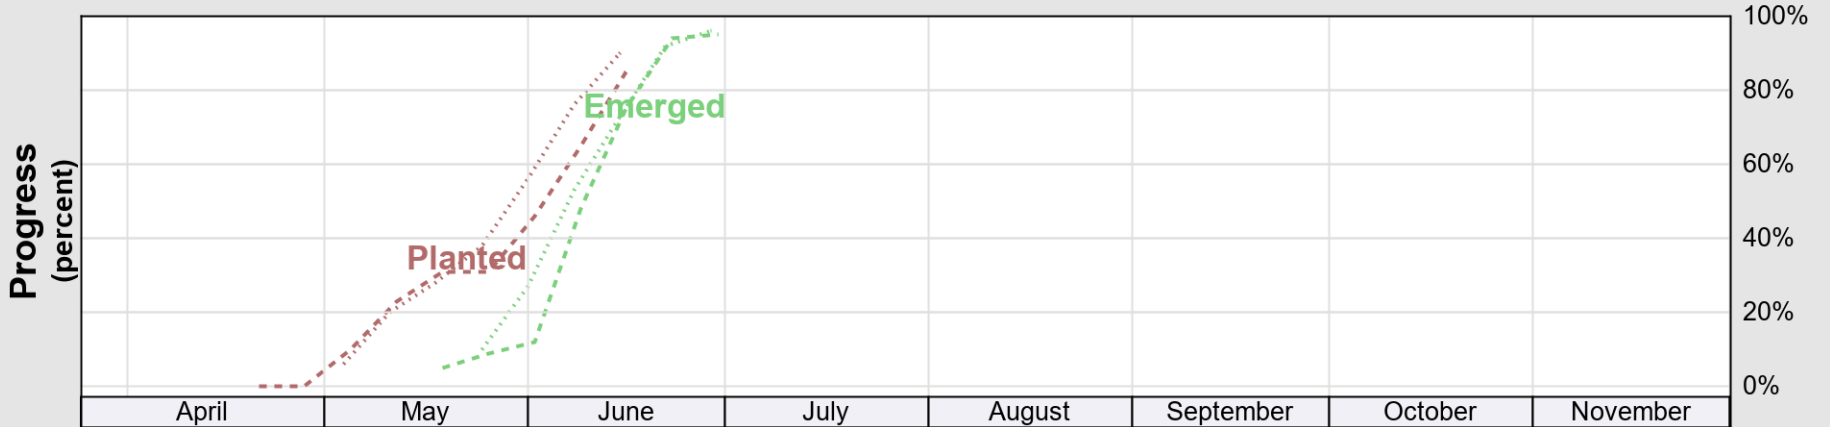 Progress
(percent)
100%
80%
60%
40%
20%
0%
Emerged
Planted
April
May
June
July
August
September
October
November